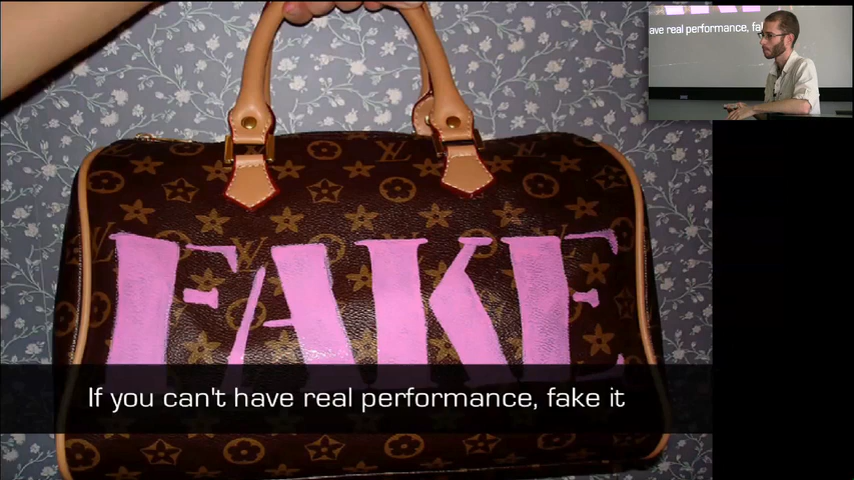 FAKE
If you can't have real performance, fake it
ave real performance, fa